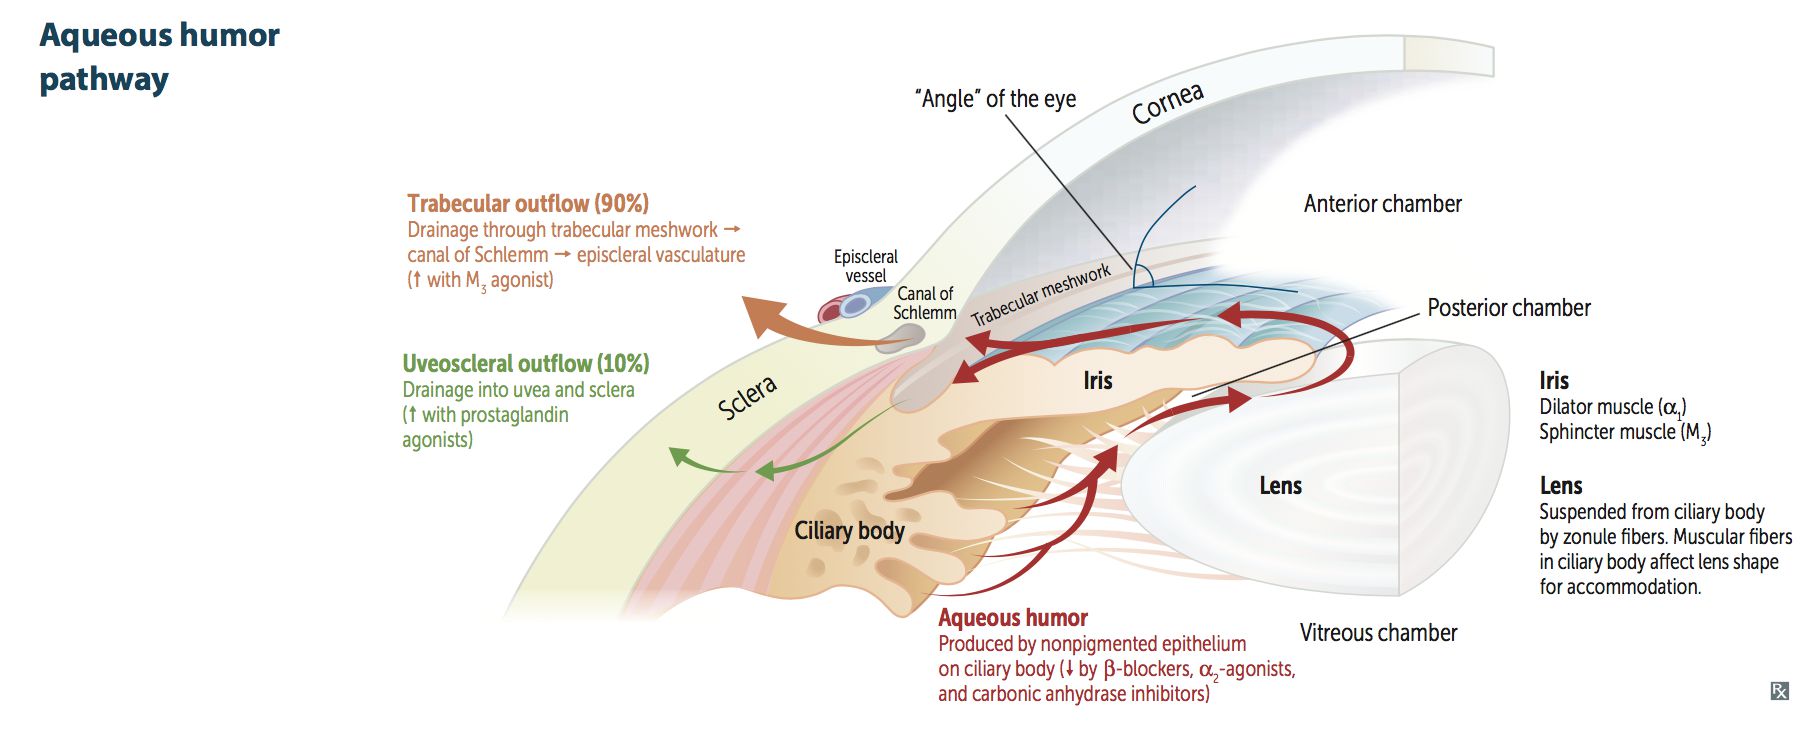 Aqueous humor
pathway
"Angle" of the eye
Cornea
Anterior chamber
Trabecular outflow (90%)
Drainage through trabecular meshwork →
canal of Schlemm → episcleral vasculature
(↑ with M₃ agonist)
Episcleral
vessel
Canal of
Schlemm
Trabecular meshwork
Posterior chamber
Uveoscleral outflow (10%)
Drainage into uvea and sclera
(↑ with prostaglandin
agonists)
Sclera
Iris
Iris
Dilator muscle (α₁)
Sphincter muscle (M₃)
Lens
Lens
Suspended from ciliary body
by zonule fibers. Muscular fibers
in ciliary body affect lens shape
for accommodation.
Ciliary body
Aqueous humor
Produced by nonpigmented epithelium
on ciliary body (↓ by β-blockers, α₂-agonists,
and carbonic anhydrase inhibitors)
Vitreous chamber
℞